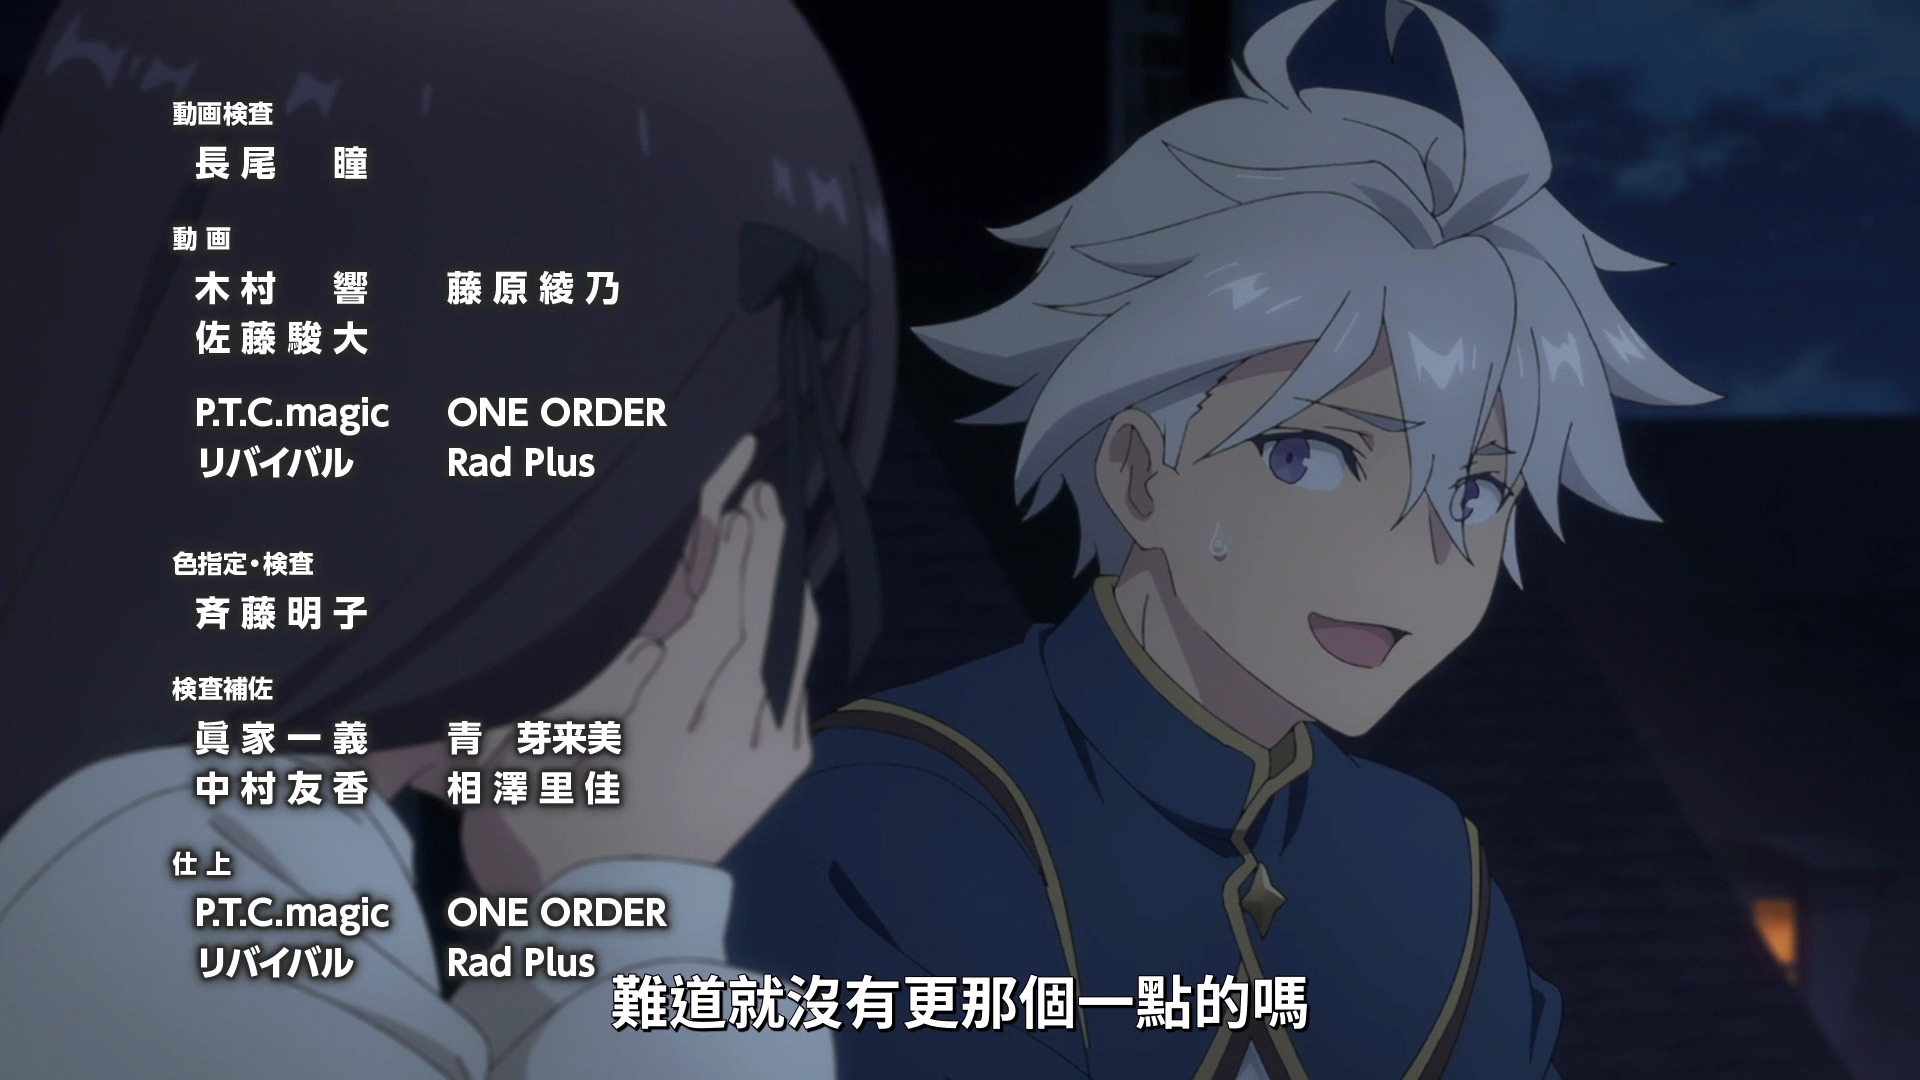 動画検査
長尾 瞳
動画
木村 響 藤原綾乃
佐藤駿大
P.T.C.magic ONE ORDER
リバイバル Rad Plus
色指定・検査
斉藤明子
検査補佐
眞家一義 青 芽来美
中村友香 相澤里佳
仕上
P.T.C.magic ONE ORDER
リバイバル Rad Plus
難道就沒有更那個一點的嗎